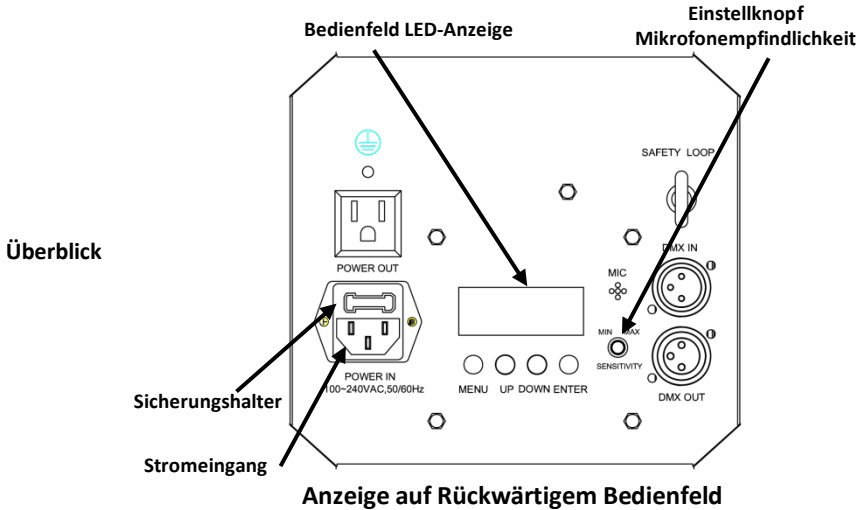 Einstellknopf
Mikrofonempfindlichkeit
Bedienfeld LED-Anzeige
SAFETY LOOP
Überblick
DMX IN
POWER OUT
MIC
MIN MAX
SENSITIVITY
POWER IN
100~240VAC,50/60Hz
MENU UP DOWN ENTER
DMX OUT
Sicherungshalter
Stromeingang
Anzeige auf Rückwärtigem Bedienfeld